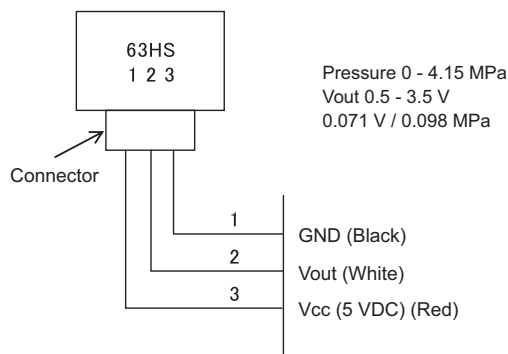 63HS
1 2 3
Pressure 0 - 4.15 MPa
Vout 0.5 - 3.5 V
0.071 V / 0.098 MPa
Connector
1
GND (Black)
2
Vout (White)
3
Vcc (5 VDC) (Red)